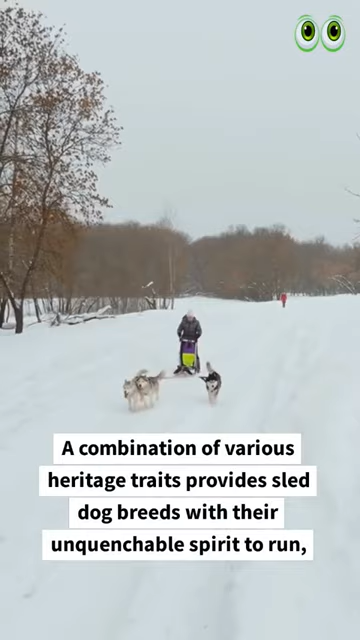 A combination of various
heritage traits provides sled
dog breeds with their
unquenchable spirit to run,